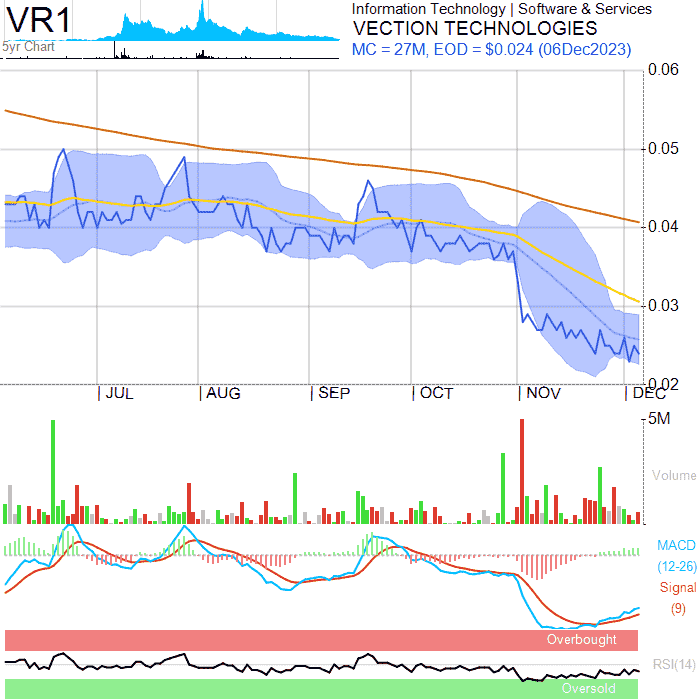 VR1
5yr Chart
Information Technology | Software & Services
VECTION TECHNOLOGIES
MC = 27M, EOD = $0.024 (06Dec2023)
0.06
0.05
0.04
0.03
0.02
JUL AUG SEP OCT NOV DEC
5M
Volume
MACD
(12-26)
Signal
(9)
Overbought
RSI(14)
Oversold